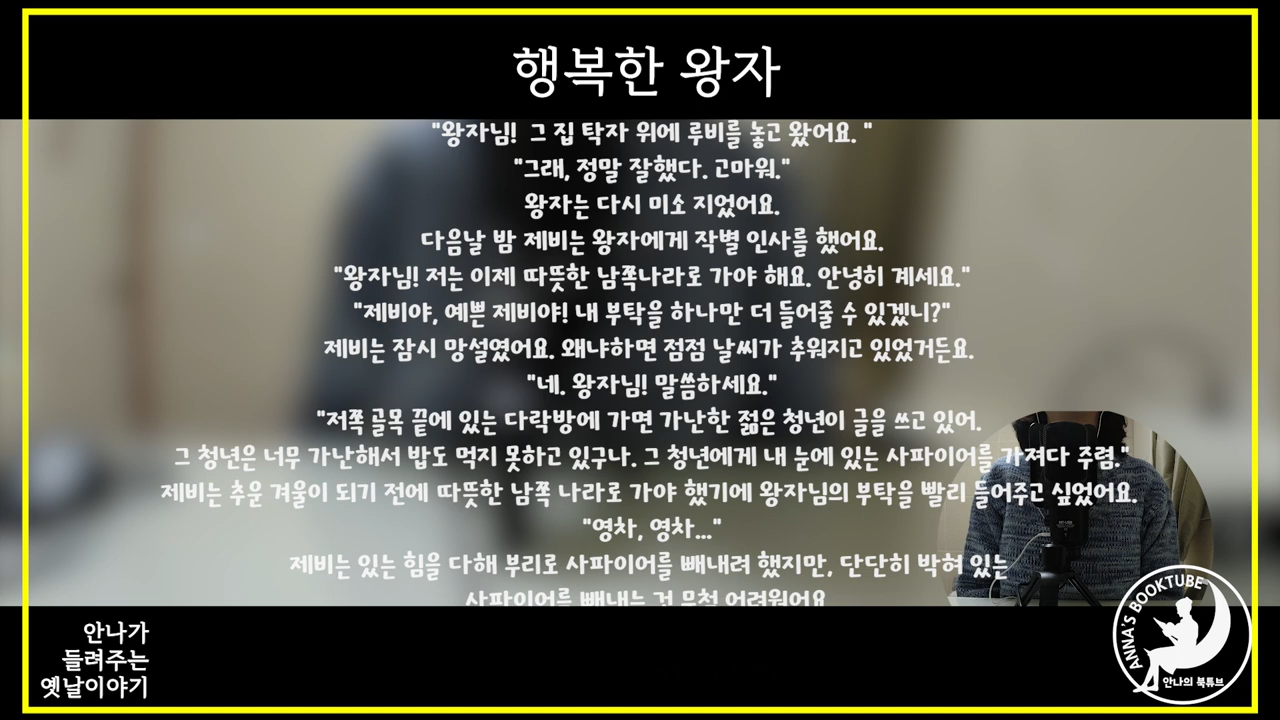 행복한 왕자
"왕자님! 그 집 탁자 위에 루비를 놓고 왔어요. "
"그래, 정말 잘했다. 고마워."
왕자는 다시 미소 지었어요.
다음날 밤 제비는 왕자에게 작별 인사를 했어요.
"왕자님! 저는 이제 따뜻한 남쪽나라로 가야 해요. 안녕히 계세요."
"제비야, 예쁜 제비야! 내 부탁을 하나만 더 들어줄 수 있겠니?"
제비는 잠시 망설였어요. 왜냐하면 점점 날씨가 추워지고 있었거든요.
"네. 왕자님! 말씀하세요."
"저쪽 골목 끝에 있는 다락방에 가면 가난한 젊은 청년이 글을 쓰고 있어.
그 청년은 너무 가난해서 밥도 먹지 못하고 있구나. 그 청년에게 내 눈에 있는 사파이어를 가져다 주렴."
제비는 추운 겨울이 되기 전에 따뜻한 남쪽 나라로 가야 했기에 왕자님의 부탁을 빨리 들어주고 싶었어요.
"영차, 영차..."
제비는 있는 힘을 다해 부리로 사파이어를 빼내려 했지만, 단단히 박혀 있는
사파이어를 빼내는 건 무척 어려웠어요
안나가
들려주는
옛날이야기
ANNA'S BOOKTUBE
안나의 북튜브